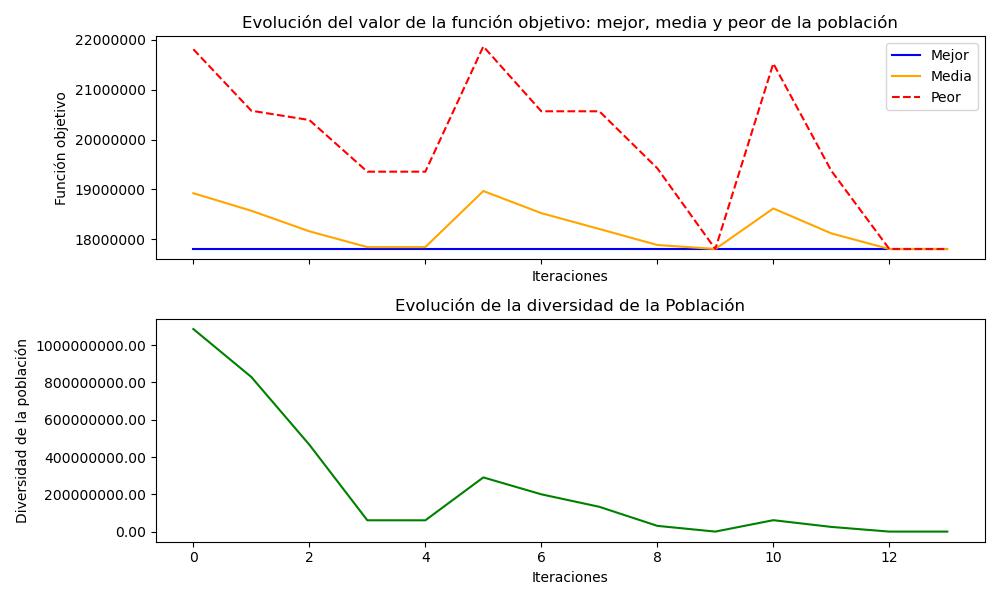 Evolución del valor de la función objetivo: mejor, media y peor de la población
22000000
21000000
20000000
19000000
18000000
Función objetivo
Mejor
Media
Peor
Iteraciones
Evolución de la diversidad de la Población
1000000000.00
800000000.00
600000000.00
400000000.00
200000000.00
0.00
Diversidad de la población
0 2 4 6 8 10 12
Iteraciones